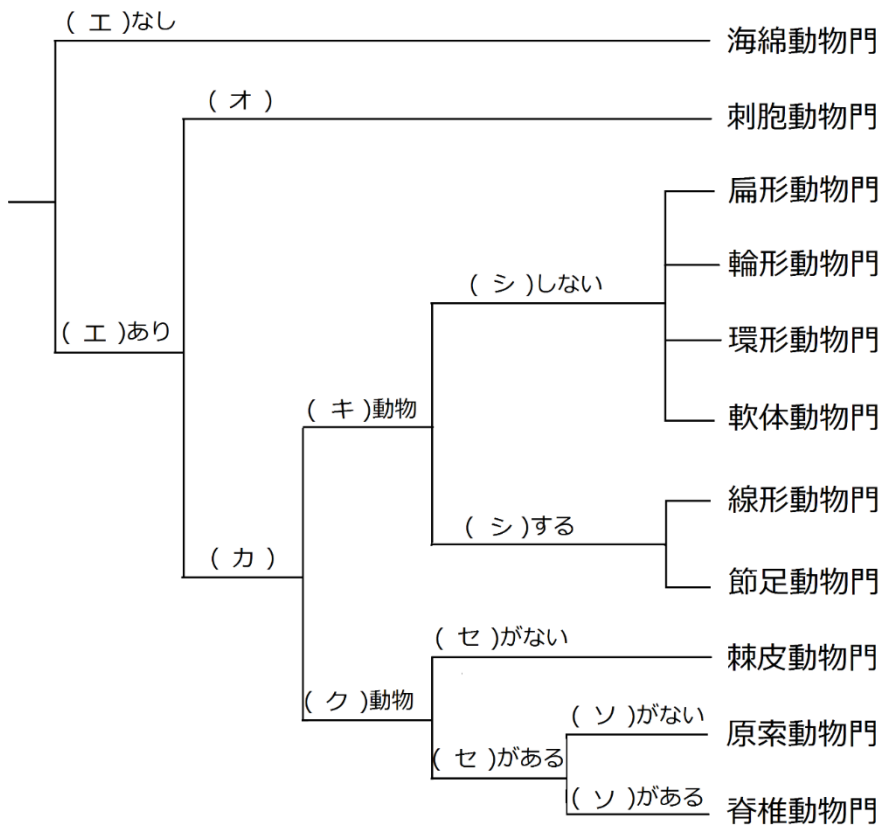 ( エ )なし
海綿動物門
( オ )
刺胞動物門
扁形動物門
輪形動物門
( シ )しない
( エ )あり
環形動物門
( キ )動物
軟体動物門
線形動物門
( シ )する
( カ )
節足動物門
( セ )がない
棘皮動物門
( ク )動物
( ソ )がない
原索動物門
( セ )がある
( ソ )がある
脊椎動物門